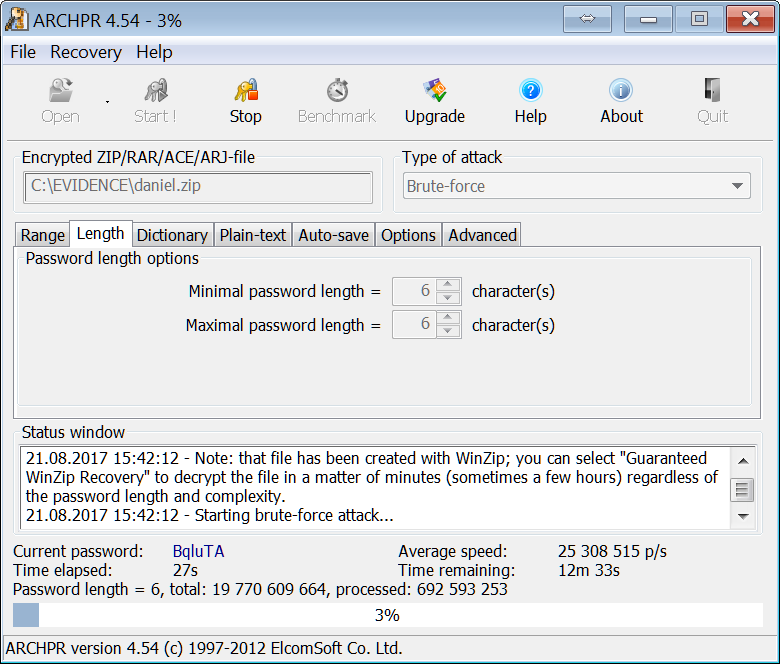 ARCHPR 4.54 - 3%
File Recovery Help
Open Start ! Stop Benchmark Upgrade Help About Quit
Encrypted ZIP/RAR/ACE/ARJ-file
C:\EVIDENCE\daniel.zip
Type of attack
Brute-force
Range Length Dictionary Plain-text Auto-save Options Advanced
Password length options
Minimal password length = 6 character(s)
Maximal password length = 6 character(s)
Status window
21.08.2017 15:42:12 - Note: that file has been created with WinZip; you can select "Guaranteed
WinZip Recovery" to decrypt the file in a matter of minutes (sometimes a few hours) regardless of
the password length and complexity.
21.08.2017 15:42:12 - Starting brute-force attack...
Current password: BqluTA Average speed: 25 308 515 p/s
Time elapsed: 27s Time remaining: 12m 33s
Password length = 6, total: 19 770 609 664, processed: 692 593 253
3%
ARCHPR version 4.54 (c) 1997-2012 ElcomSoft Co. Ltd.